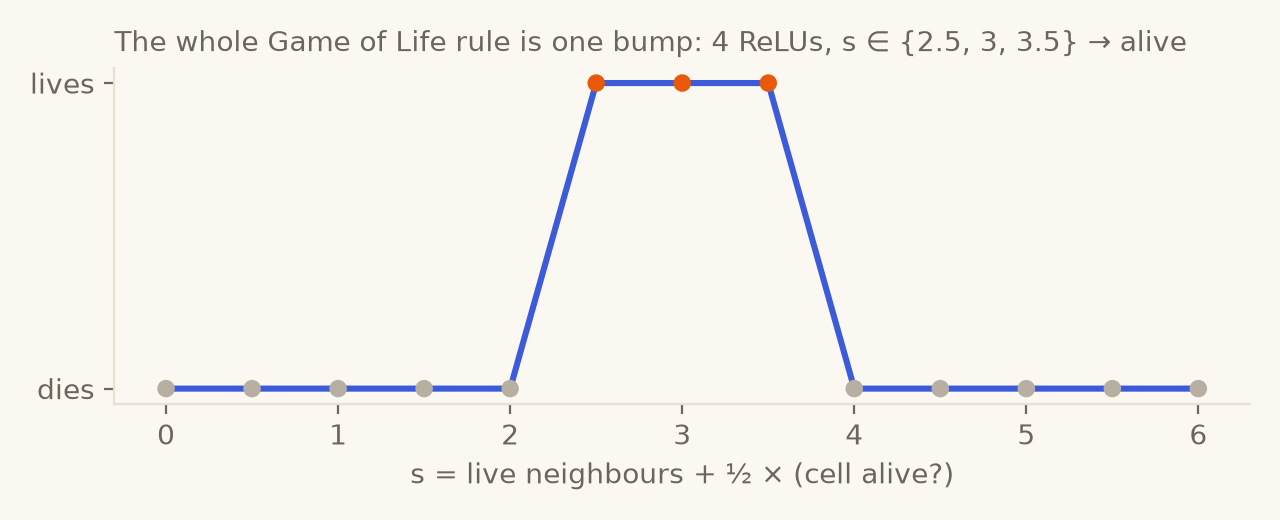 The whole Game of Life rule is one bump: 4 ReLUs, s ∈ {2.5, 3, 3.5} → alive
lives
dies
0 1 2 3 4 5 6
s = live neighbours + ½ × (cell alive?)